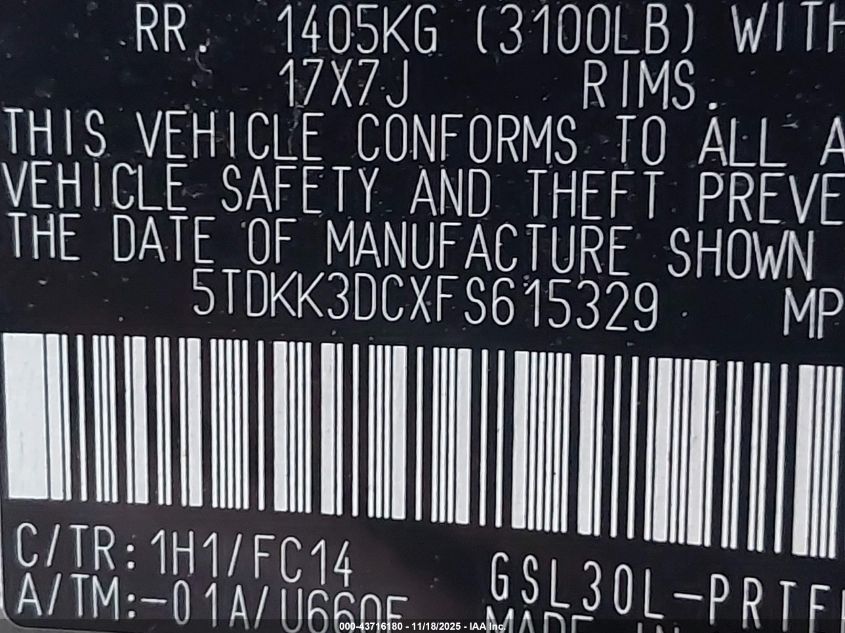 RR. 1405KG (3100LB) WITH
17X7J RIMS.
THIS VEHICLE CONFORMS TO ALL A
VEHICLE SAFETY AND THEFT PREVE
THE DATE OF MANUFACTURE SHOWN
5TDKK3DCXFS615329 MP
C/TR:1H1/FC14 GSL30L-PRTE
A/TM:-01A/U660F MADE IN
000-43716180 - 11/18/2025 - IAA Inc.